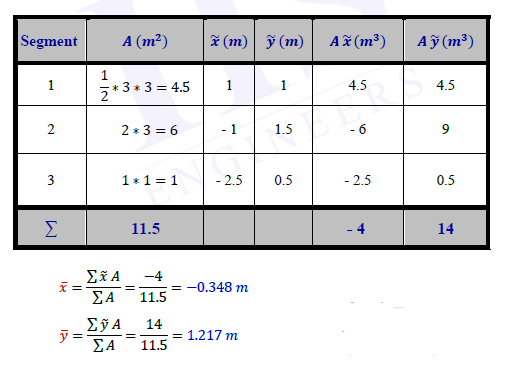 Segment A (m²) x̃ (m) ỹ (m) A x̃ (m³) A ỹ (m³)
1 1/2 * 3 * 3 = 4.5 1 1 4.5 4.5
2 2 * 3 = 6 - 1 1.5 - 6 9
3 1 * 1 = 1 - 2.5 0.5 - 2.5 0.5
∑ 11.5 - 4 14
ENGINEERS
x̄ = ∑x̃ A / ∑A = −4 / 11.5 = −0.348 m
ȳ = ∑ỹ A / ∑A = 14 / 11.5 = 1.217 m